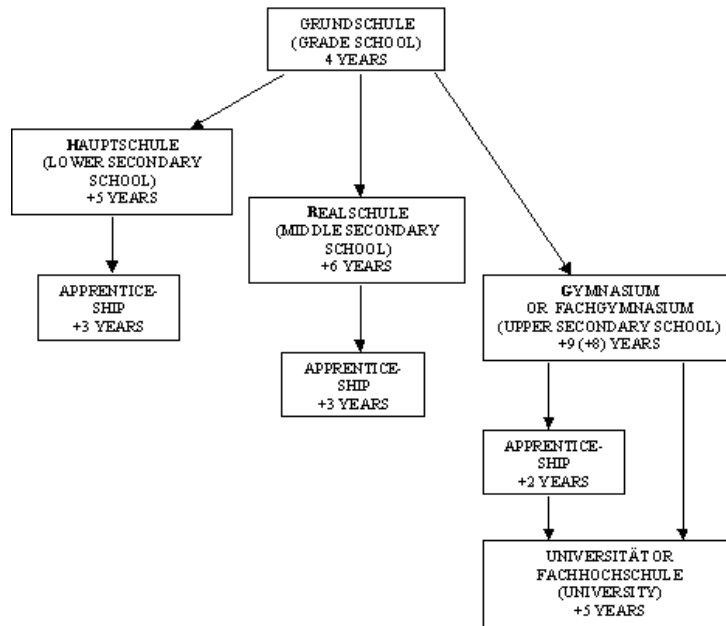 GRUNDSCHULE
(GRADE SCHOOL)
4 YEARS
HAUPTSCHULE
(LOWER SECONDARY
SCHOOL)
+5 YEARS
REALSCHULE
(MIDDLE SECONDARY
SCHOOL)
+6 YEARS
APPRENTICE-
SHIP
+3 YEARS
GYMNASIUM
OR FACHGYMNASIUM
(UPPER SECONDARY SCHOOL)
+9 (+8) YEARS
APPRENTICE-
SHIP
+3 YEARS
APPRENTICE-
SHIP
+2 YEARS
UNIVERSITÄT OR
FACHHOCHSCHULE
(UNIVERSITY)
+5 YEARS